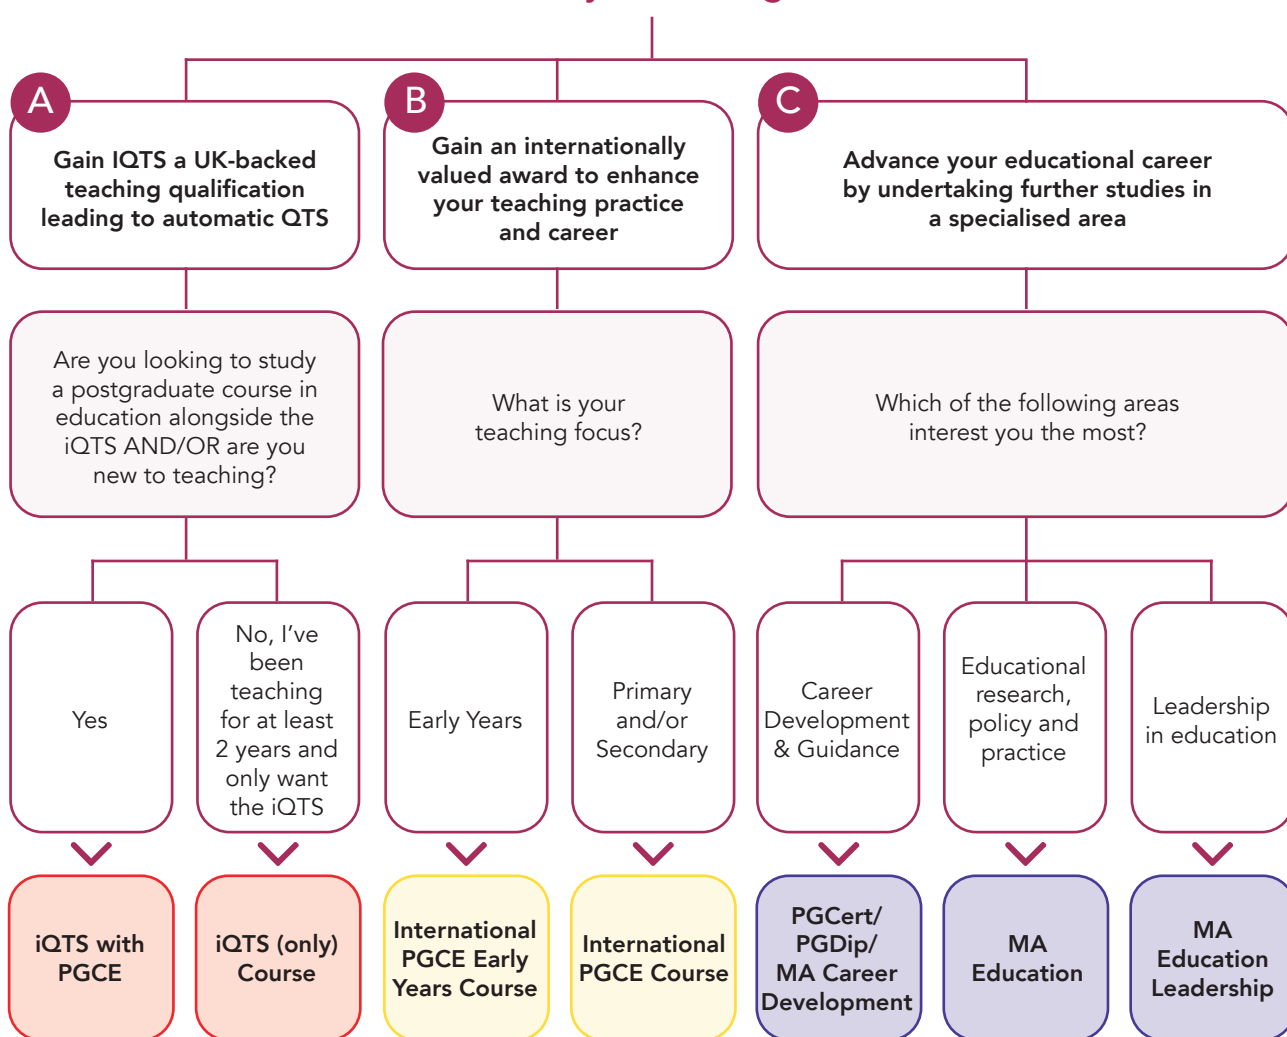 A
Gain IQTS a UK-backed
teaching qualification
leading to automatic QTS
B
Gain an internationally
valued award to enhance
your teaching practice
and career
C
Advance your educational career
by undertaking further studies in
a specialised area
Are you looking to study
a postgraduate course in
education alongside the
iQTS AND/OR are you
new to teaching?
What is your
teaching focus?
Which of the following areas
interest you the most?
Yes
No, I've
been
teaching
for at least
2 years and
only want
the iQTS
Early Years
Primary
and/or
Secondary
Career
Development
& Guidance
Educational
research,
policy and
practice
Leadership
in education
iQTS with
PGCE
iQTS (only)
Course
International
PGCE Early
Years Course
International
PGCE Course
PGCert/
PGDip/
MA Career
Development
MA
Education
MA
Education
Leadership